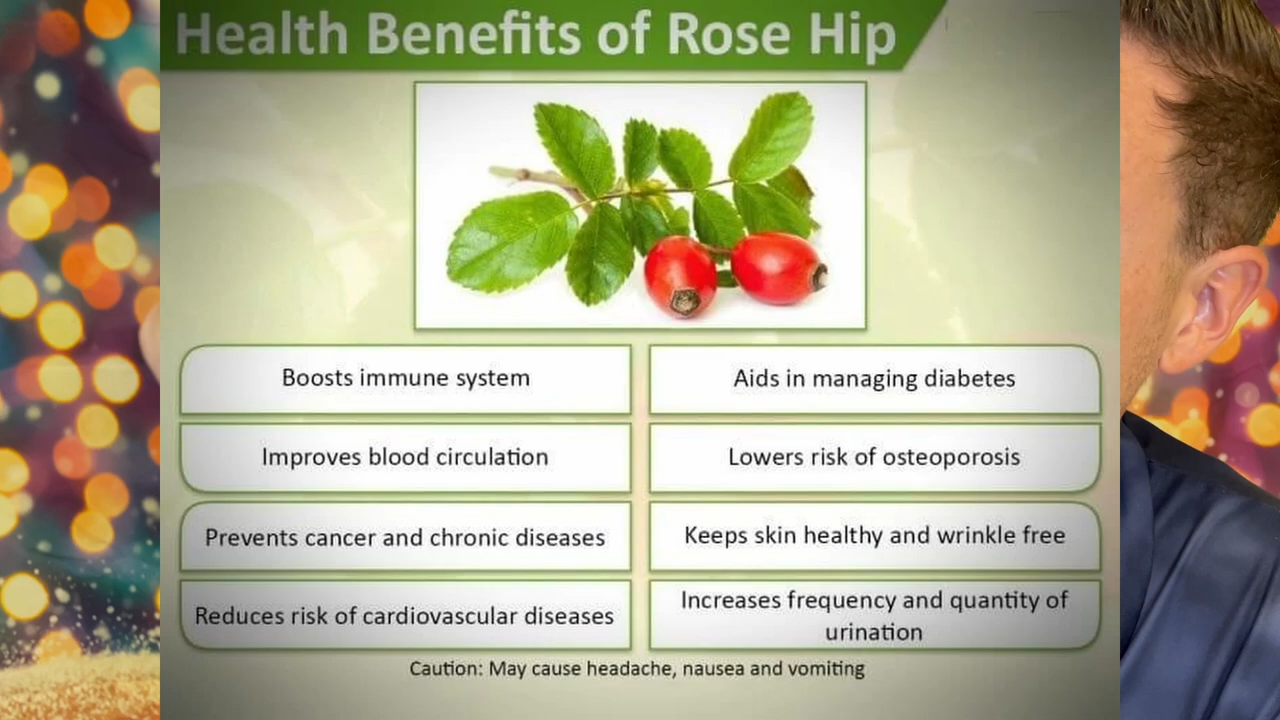 Health Benefits of Rose Hip
Boosts immune system
Aids in managing diabetes
Improves blood circulation
Lowers risk of osteoporosis
Prevents cancer and chronic diseases
Keeps skin healthy and wrinkle free
Reduces risk of cardiovascular diseases
Increases frequency and quantity of
urination
Caution: May cause headache, nausea and vomiting